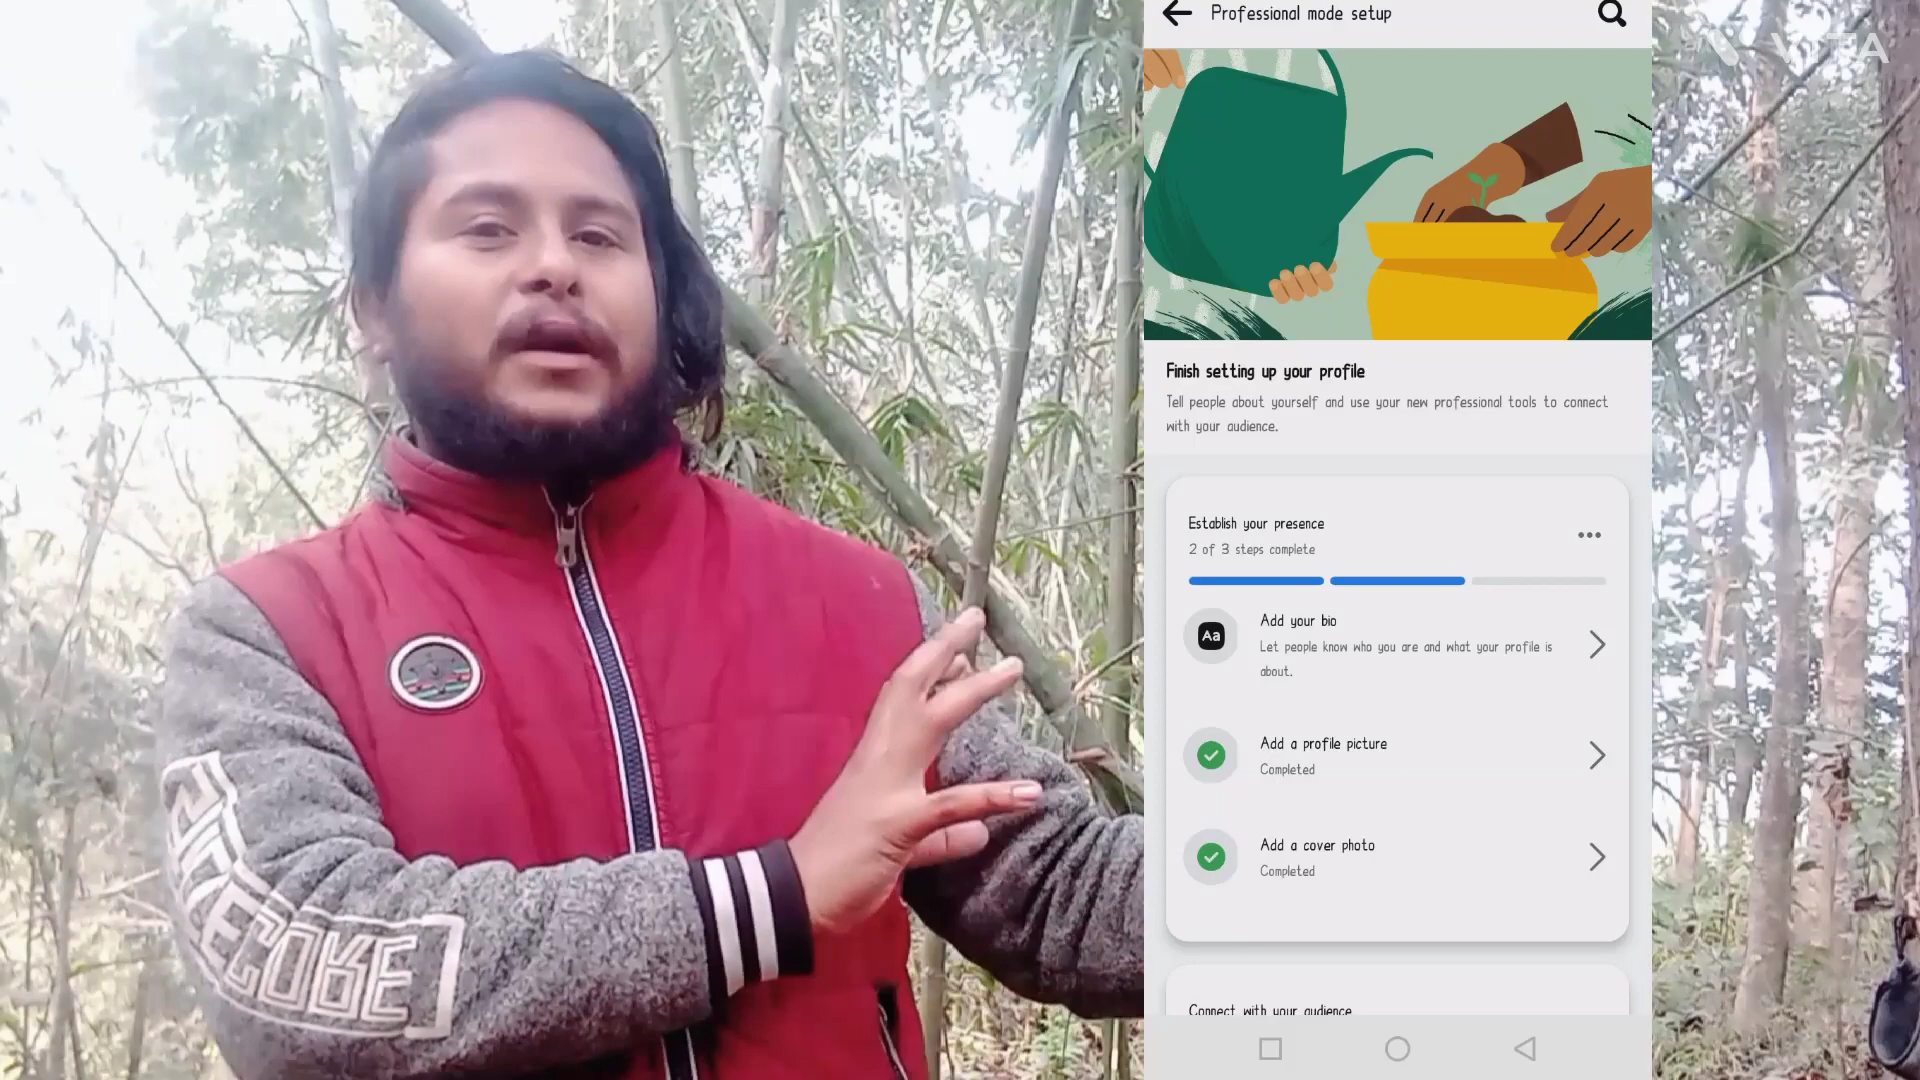 Professional mode setup
VITA
Finish setting up your profile
Tell people about yourself and use your new professional tools to connect
with your audience.
Establish your presence
2 of 3 steps complete
Aa
Add your bio
Let people know who you are and what your profile is
about.
Add a profile picture
Completed
Add a cover photo
Completed
Connect with your audience